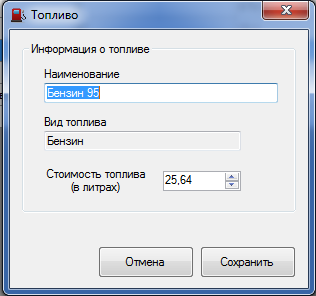 Топливо
Информация о топливе
Наименование
Бензин 95
Вид топлива
Бензин
Стоимость топлива 25,64
(в литрах)
Отмена Сохранить